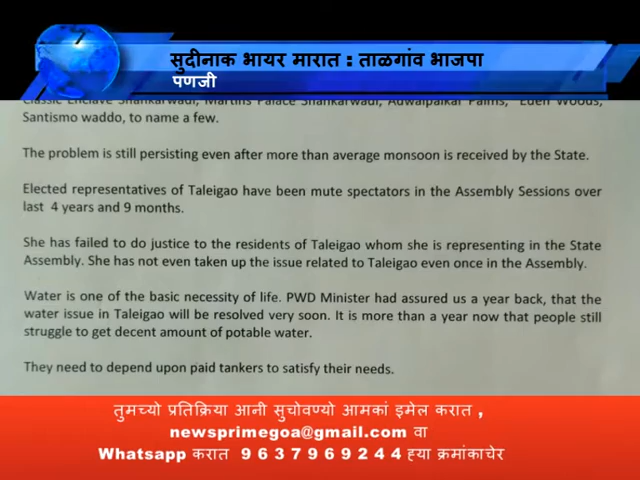 सुदीनाक भायर मारात : ताळगांव भाजपा
पणजी
Classic Enclave Shankarwadi, Martins Palace Shankarwadi, Adwalpalkar Palms, Eden Woods,
Santismo waddo, to name a few.
The problem is still persisting even after more than average monsoon is received by the State.
Elected representatives of Taleigao have been mute spectators in the Assembly Sessions over
last 4 years and 9 months.
She has failed to do justice to the residents of Taleigao whom she is representing in the State
Assembly. She has not even taken up the issue related to Taleigao even once in the Assembly.
Water is one of the basic necessity of life. PWD Minister had assured us a year back, that the
water issue in Taleigao will be resolved very soon. It is more than a year now that people still
struggle to get decent amount of potable water.
They need to depend upon paid tankers to satisfy their needs.
तुमच्यो प्रतिक्रिया आनी सुचोवण्यो आमकां इमेल करात ,
newsprimegoa@gmail.com वा
Whatsapp करात 9637969244 ह्या क्रमांकाचेर